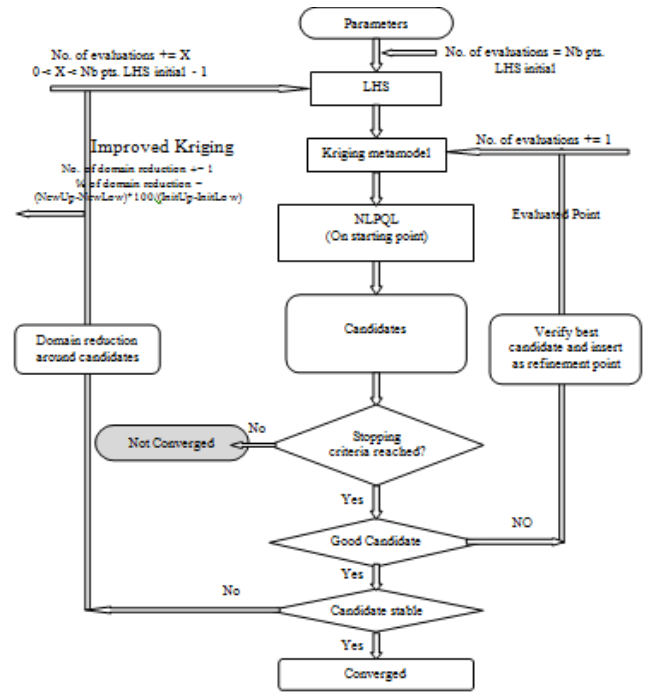 Parameters
No. of evaluations += X
0 < X < Nb pts. LHS initial - 1
No. of evaluations = Nb pts.
LHS initial
LHS
Improved Kriging
No. of domain reduction += 1
% of domain reduction =
(NewUp-NewLow)*100/(InitUp-InitLow)
No. of evaluations += 1
Kriging metamodel
NLPQL
(On starting point)
Evaluated Point
Candidates
Domain reduction
around candidates
Verify best
candidate and insert
as refinement point
No
Not Converged
Stopping
criteria reached?
Yes
Good Candidate
NO
Yes
No
Candidate stable
Yes
Converged